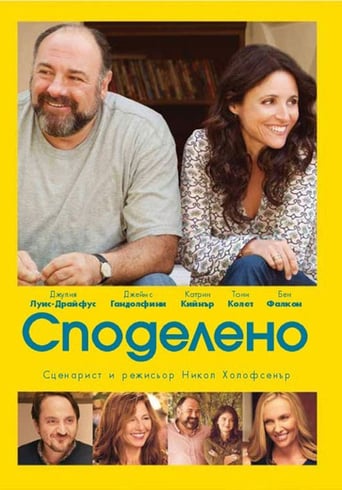 Джулия Джеймс Катрин Тони Бен
Луис-Драйфус Гандолфини Кийнър Колет Фалкон
Споделено
Сценарист и режисьор Никол Холофсенър